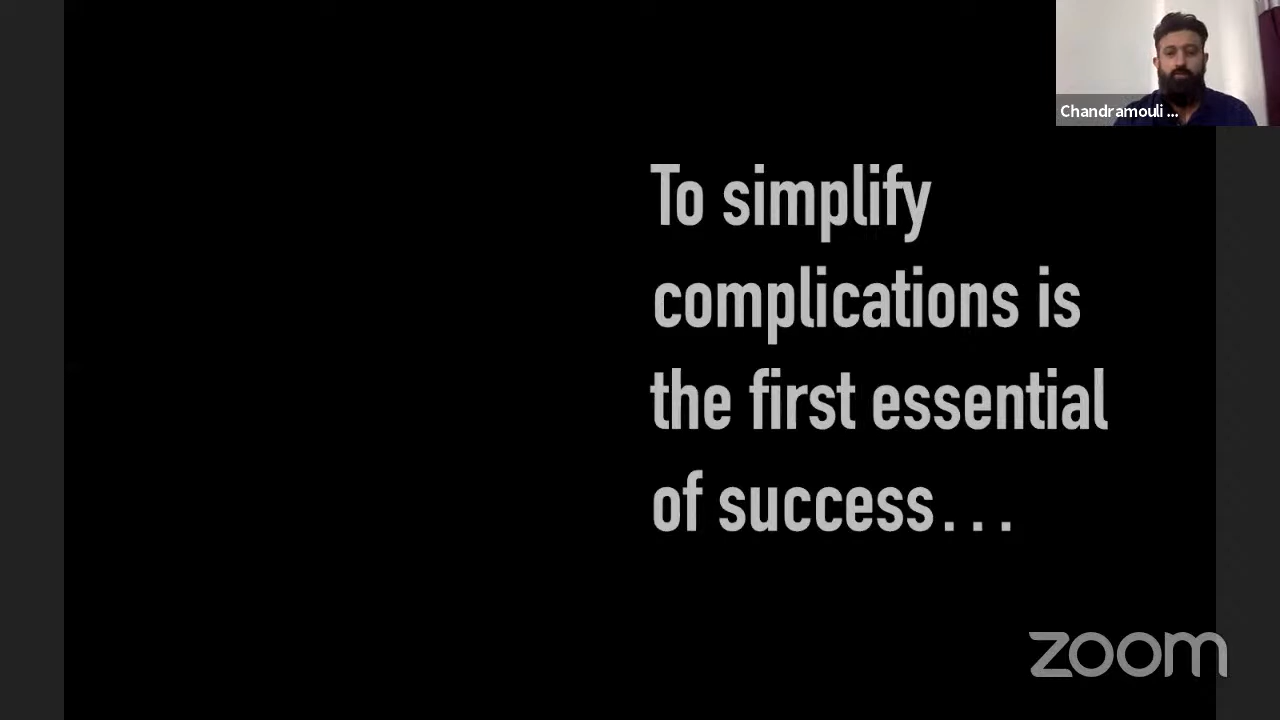 Chandramouli ...
To simplify
complications is
the first essential
of success...
zoom